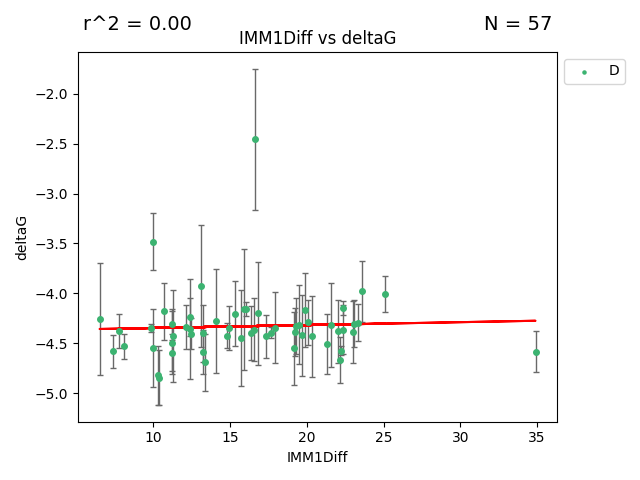 r^2 = 0.00
N = 57
IMM1Diff vs deltaG
D
−2.0
−2.5
−3.0
−3.5
−4.0
−4.5
−5.0
deltaG
10 15 20 25 30 35
IMM1Diff